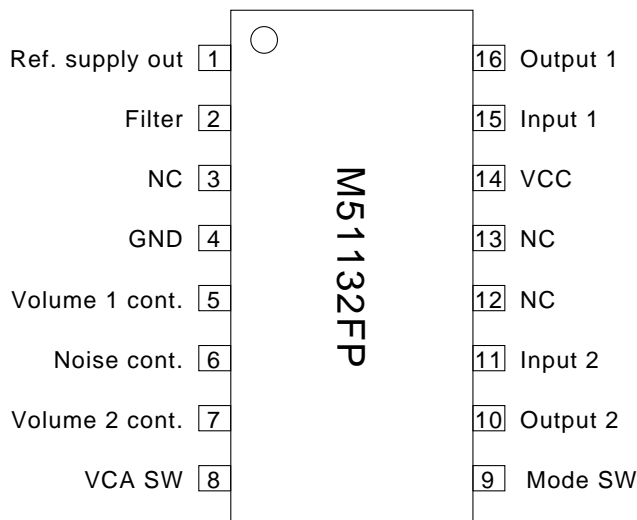 Ref. supply out 1 16 Output 1
Filter 2 15 Input 1
NC 3 14 VCC
GND 4 13 NC
Volume 1 cont. 5 12 NC
Noise cont. 6 11 Input 2
Volume 2 cont. 7 10 Output 2
VCA SW 8 9 Mode SW
M51132FP